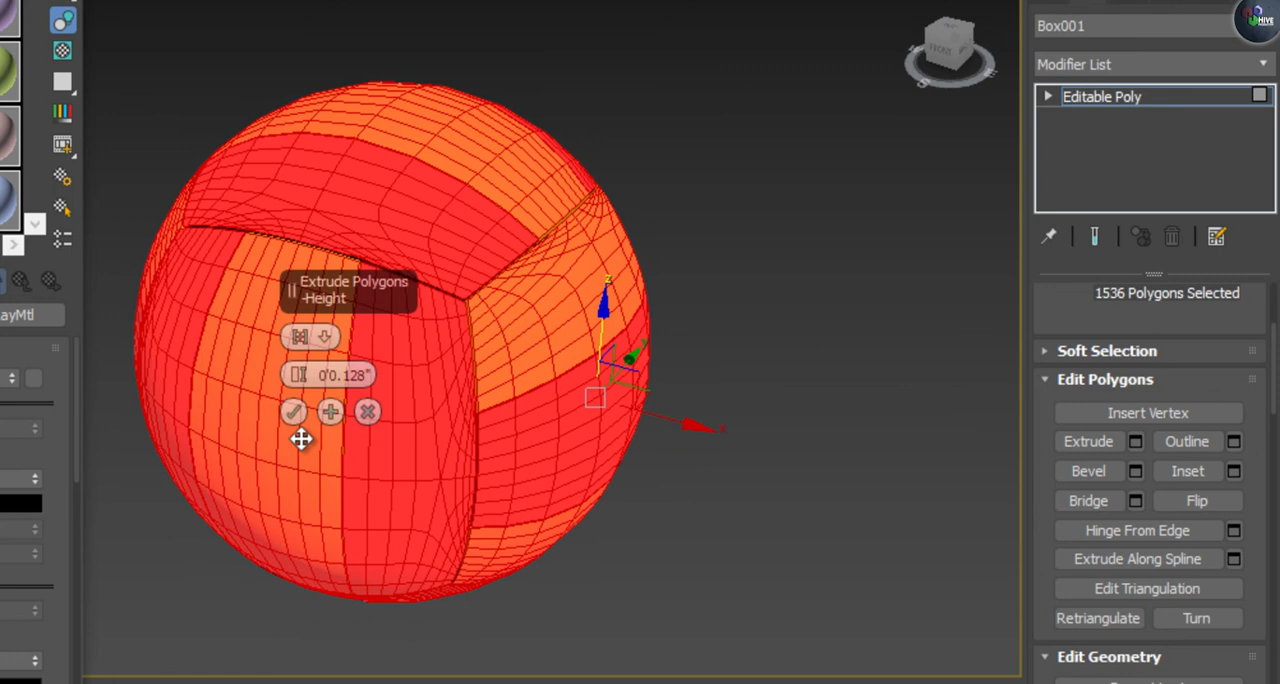 Box001
HIVE
Modifier List
Editable Poly
FRONT
S
E
z
y
x
Extrude Polygons
-Height
0'0.128"
ayMtl
1536 Polygons Selected
Soft Selection
Edit Polygons
Insert Vertex
Extrude
Outline
Bevel
Inset
Bridge
Flip
Hinge From Edge
Extrude Along Spline
Edit Triangulation
Retriangulate
Turn
Edit Geometry